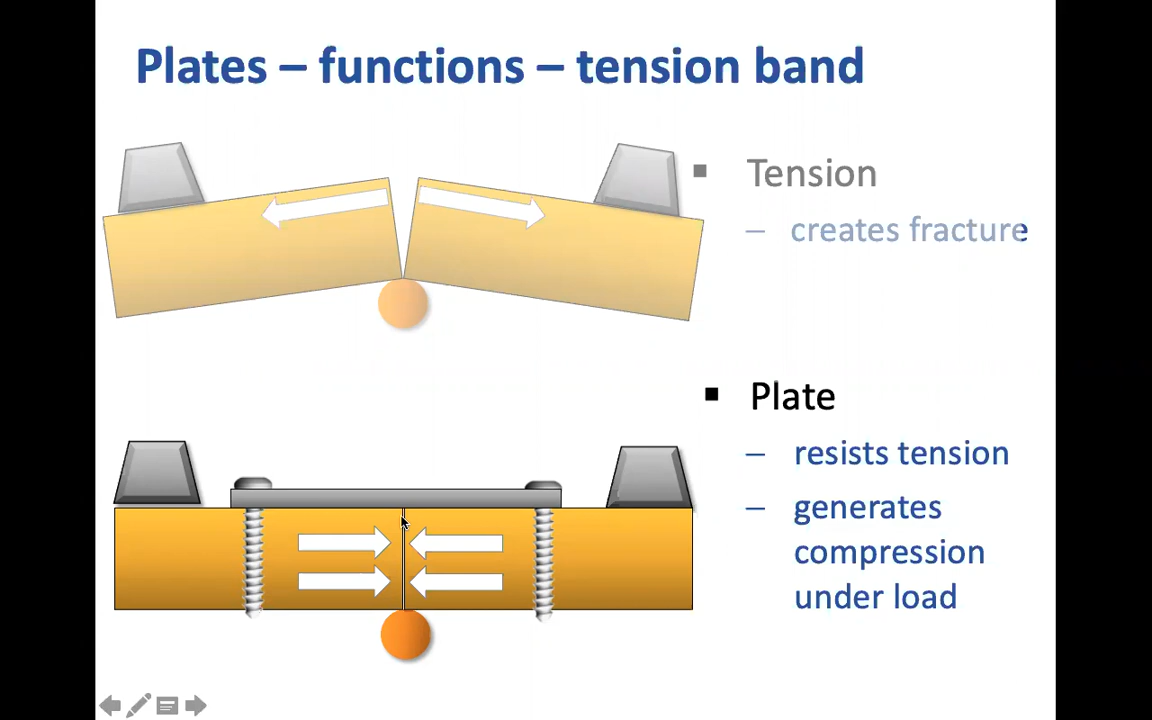 Plates – functions – tension band
▪ Tension
– creates fracture
▪ Plate
– resists tension
– generates
compression
under load